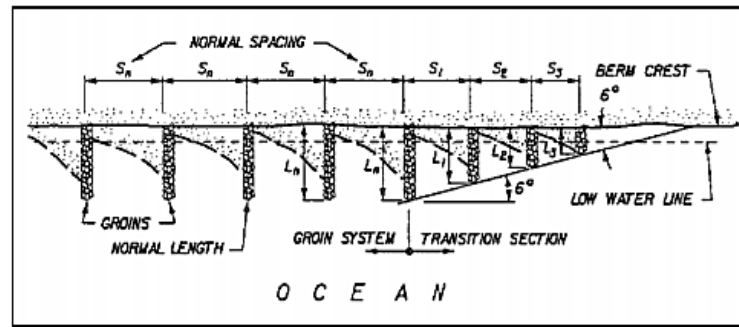 NORMAL SPACING
Sn Sn Sn Sn S1 S2 S3
BERM CREST
6°
Ln Ln L1 L2 L3
6°
LOW WATER LINE
GROINS
NORMAL LENGTH
GROIN SYSTEM TRANSITION SECTION
OCEAN